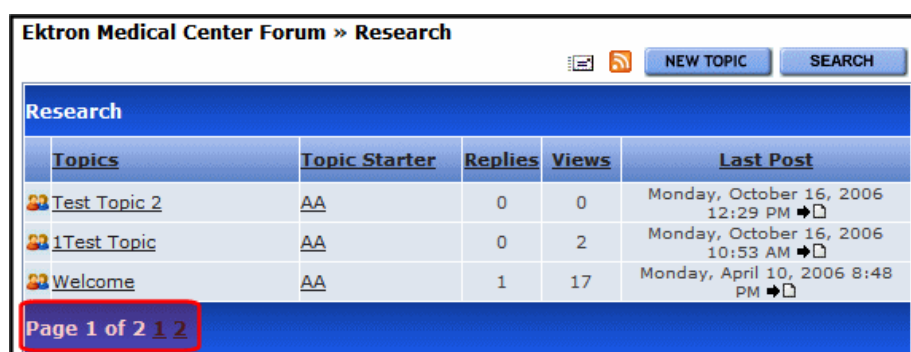 Ektron Medical Center Forum » Research
NEW TOPIC SEARCH
Research
Topics Topic Starter Replies Views Last Post
Test Topic 2 AA 0 0 Monday, October 16, 2006 12:29 PM
1Test Topic AA 0 2 Monday, October 16, 2006 10:53 AM
Welcome AA 1 17 Monday, April 10, 2006 8:48 PM
Page 1 of 2 1 2